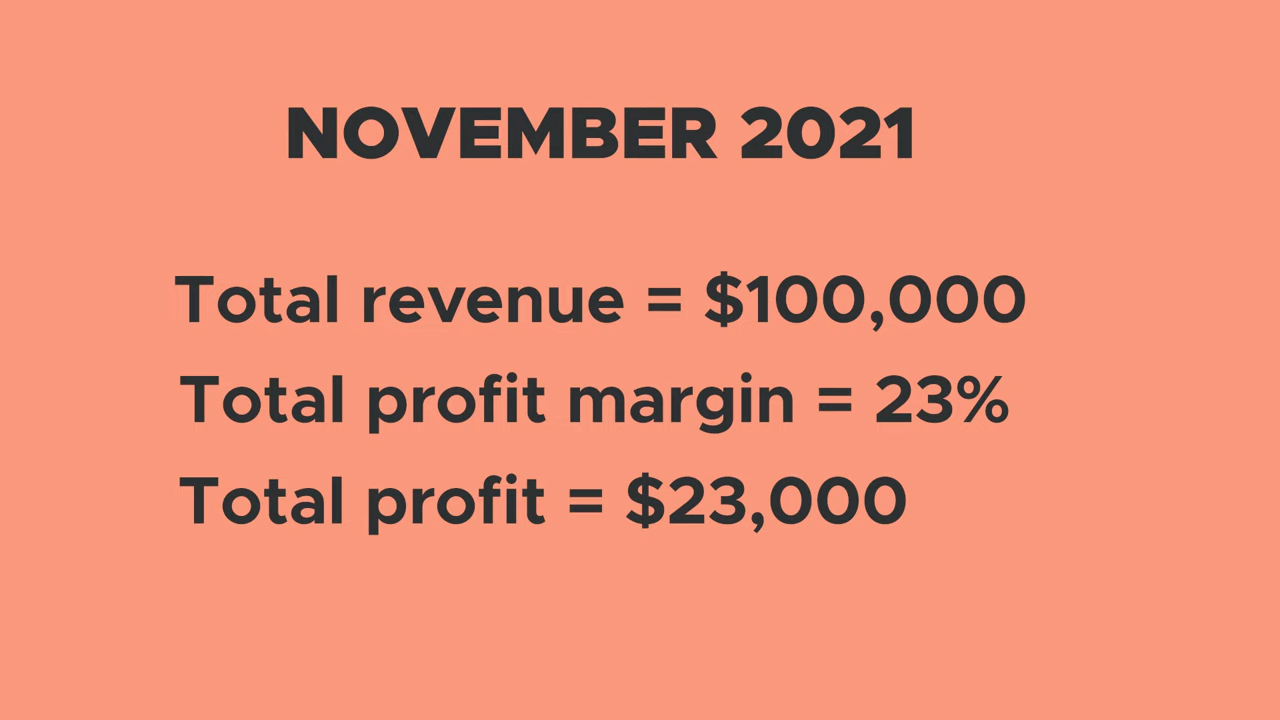 NOVEMBER 2021
Total revenue = $100,000
Total profit margin = 23%
Total profit = $23,000